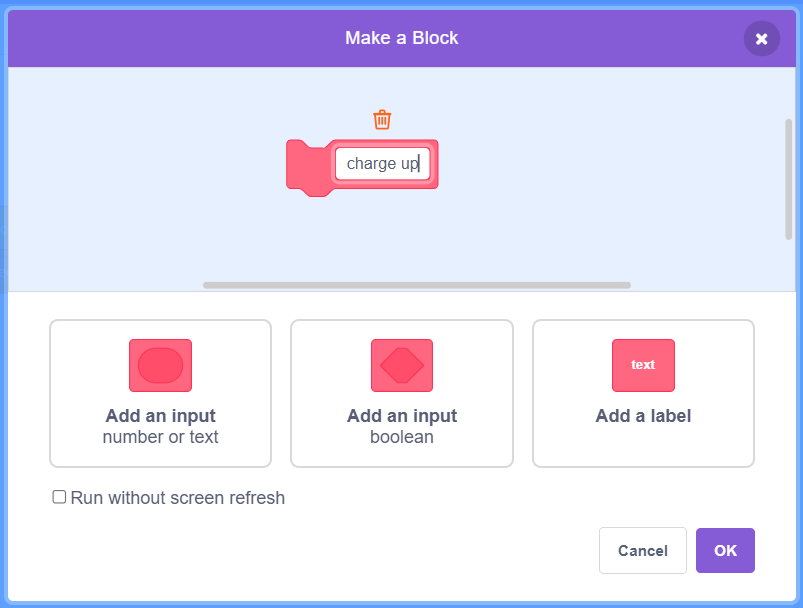 Make a Block
charge up
text
Add an input
number or text
Add an input
boolean
Add a label
Run without screen refresh
Cancel
OK